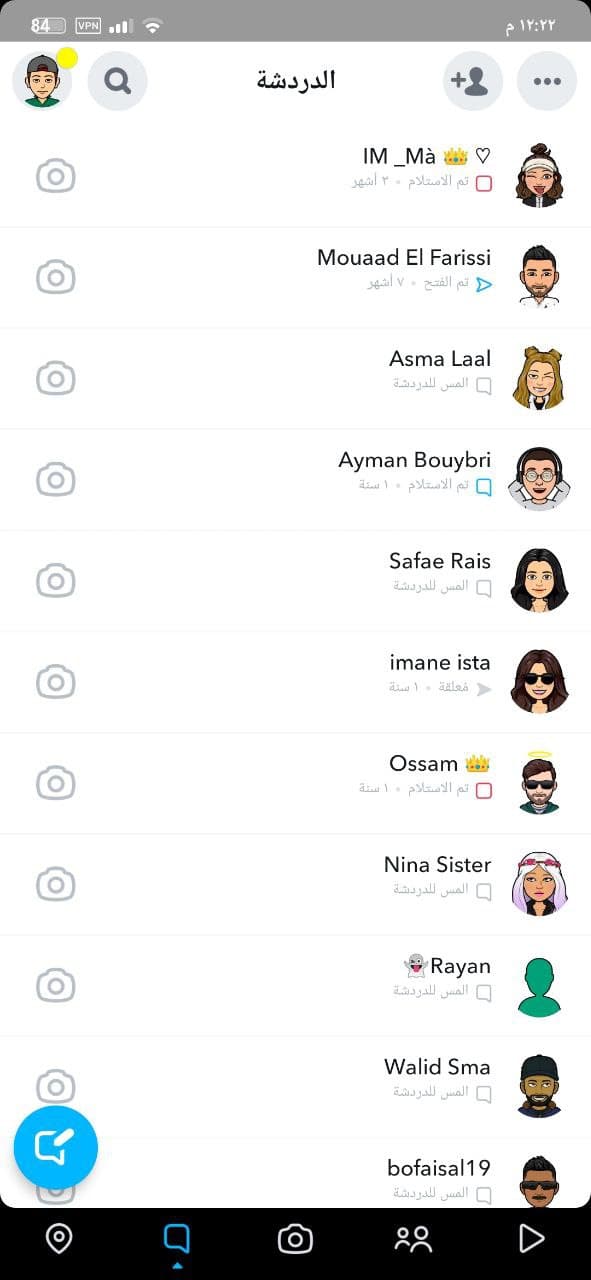 84 VPN ١٢:٢٢ م
الدردشة
IM _Mà 👑 ♡
تم الاستلام • ٣ أشهر
Mouaad El Farissi
تم الفتح • ٧ أشهر
Asma Laal
المس للدردشة
Ayman Bouybri
تم الاستلام • ١ سنة
Safae Rais
المس للدردشة
imane ista
مُعلقة • ١ سنة
Ossam 👑
تم الاستلام • ١ سنة
Nina Sister
المس للدردشة
👻Rayan
المس للدردشة
Walid Sma
المس للدردشة
bofaisal19
المس للدردشة